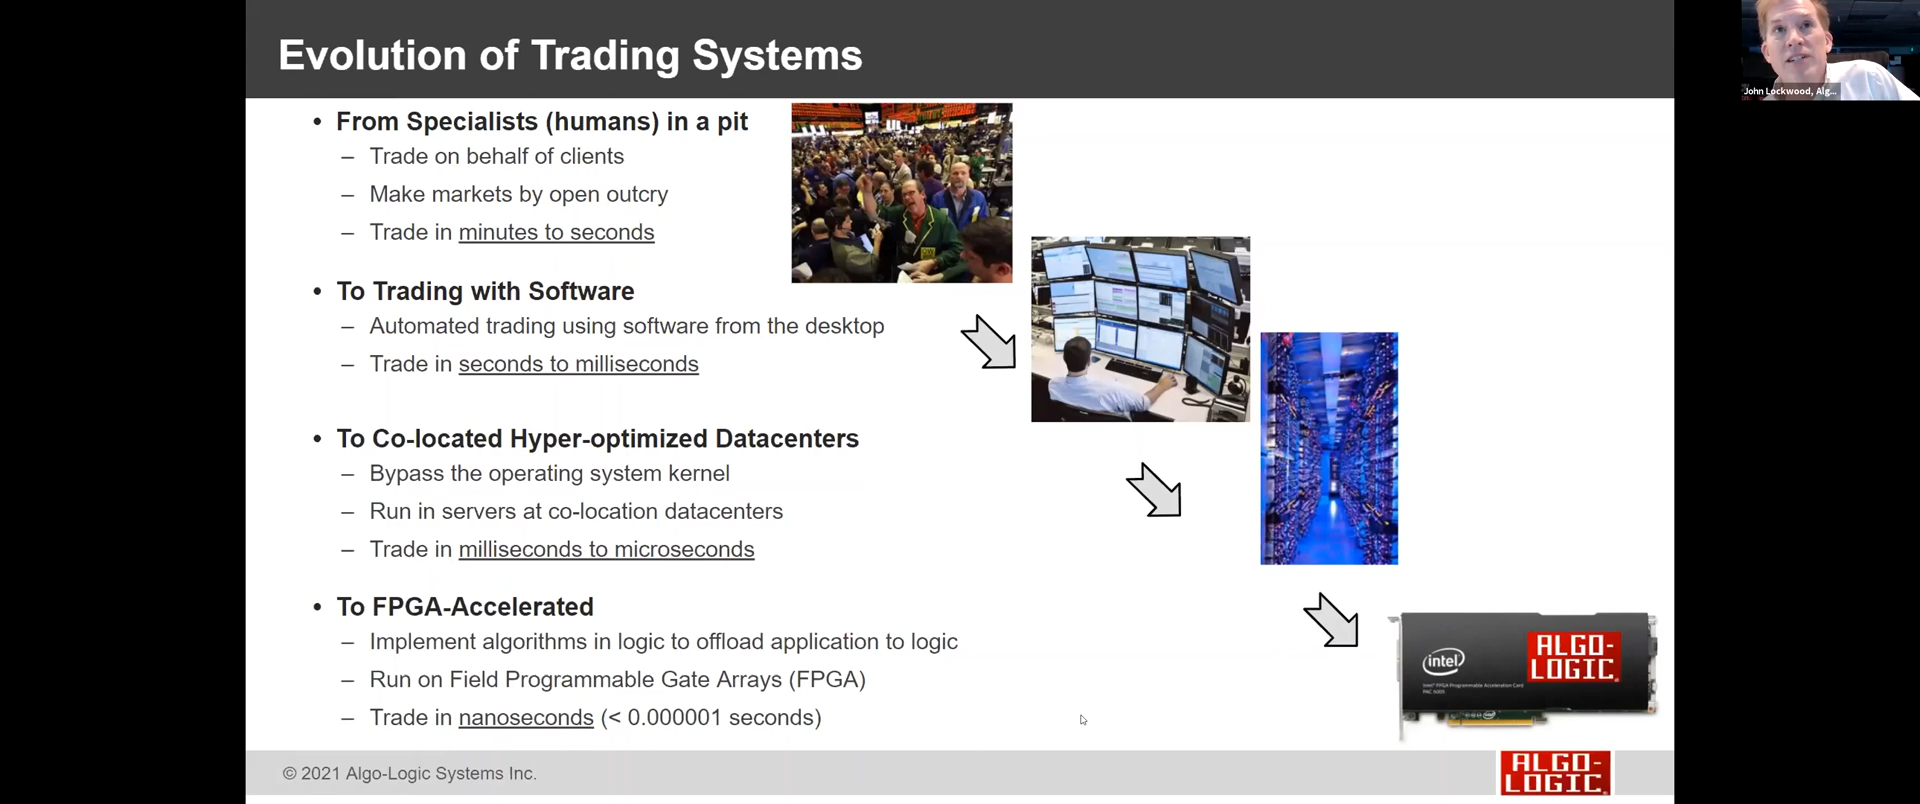 Evolution of Trading Systems
John Lockwood, Alg...
• From Specialists (humans) in a pit
– Trade on behalf of clients
– Make markets by open outcry
– Trade in minutes to seconds
• To Trading with Software
– Automated trading using software from the desktop
– Trade in seconds to milliseconds
• To Co-located Hyper-optimized Datacenters
– Bypass the operating system kernel
– Run in servers at co-location datacenters
– Trade in milliseconds to microseconds
• To FPGA-Accelerated
– Implement algorithms in logic to offload application to logic
– Run on Field Programmable Gate Arrays (FPGA)
– Trade in nanoseconds (< 0.000001 seconds)
intel
Intel® FPGA Programmable Acceleration Card
ALGO-
LOGIC
© 2021 Algo-Logic Systems Inc.
ALGO-
LOGIC